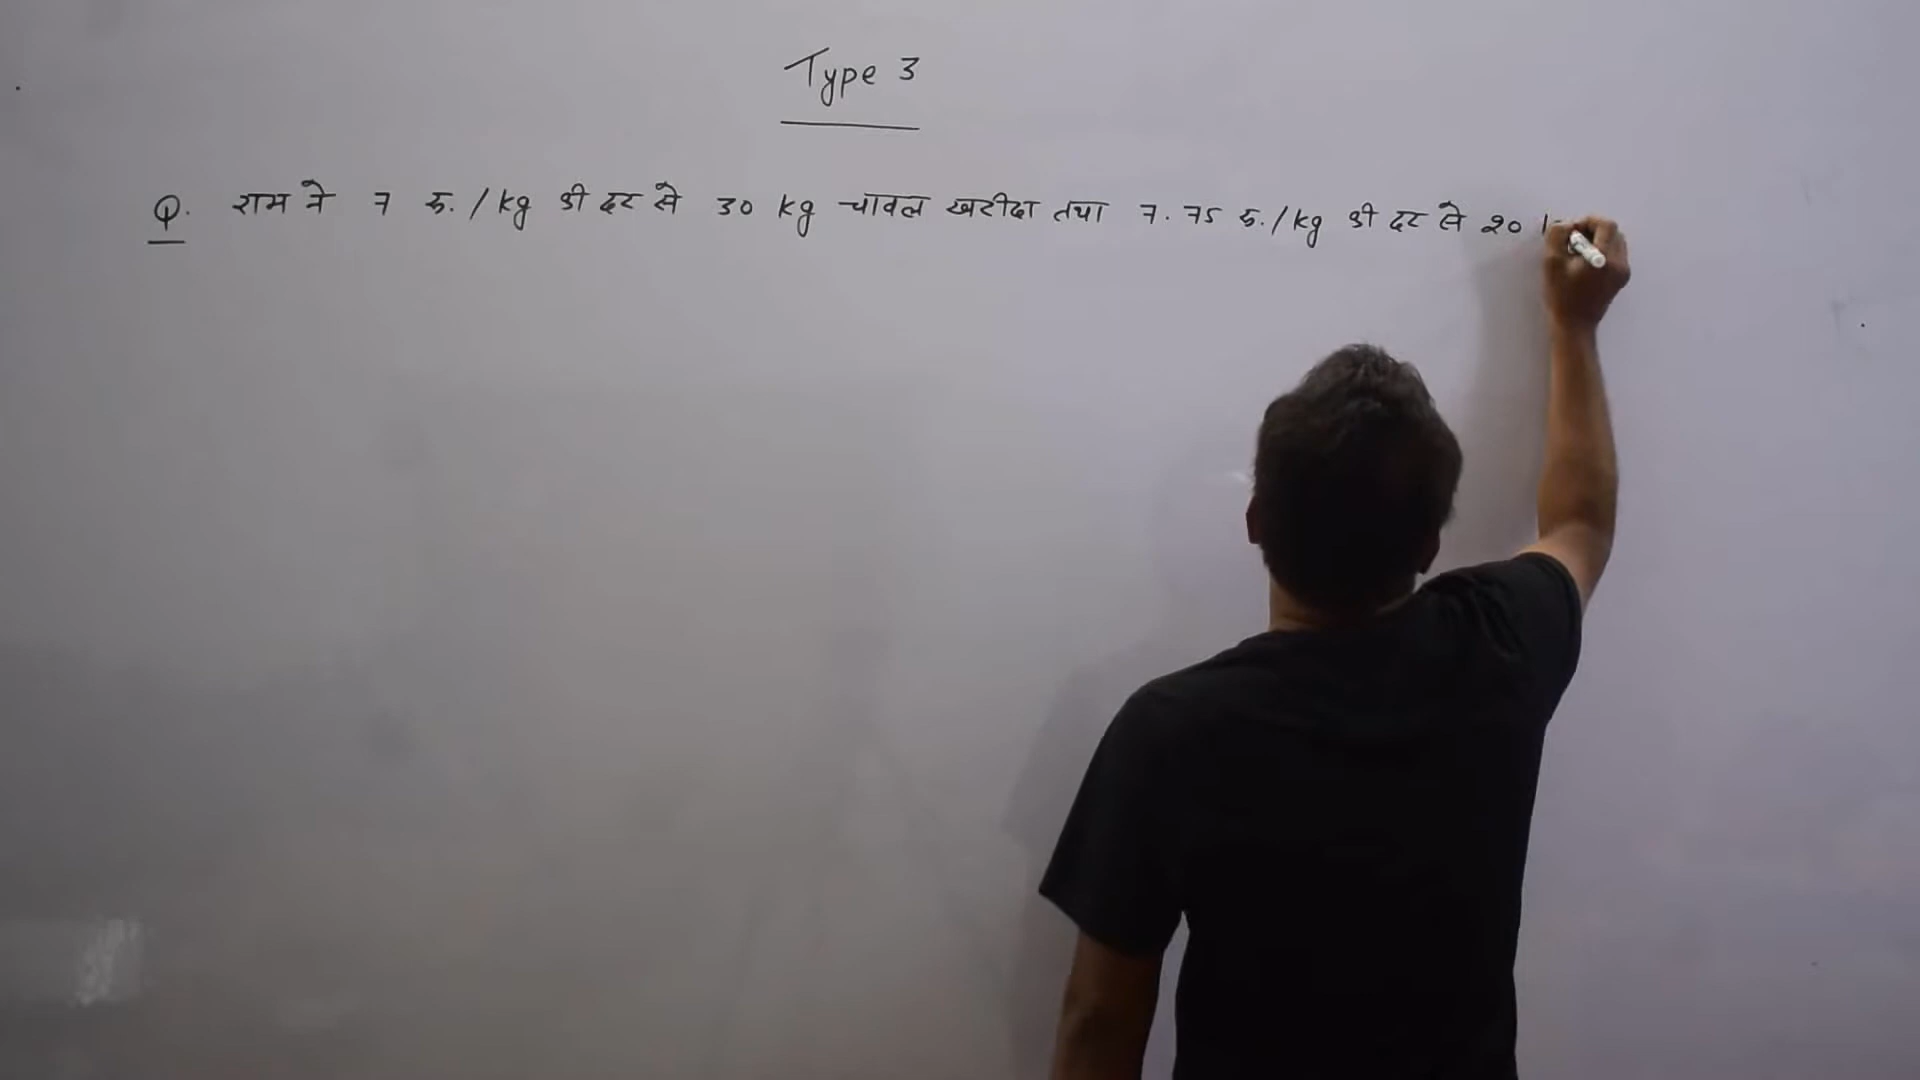 Type 3
Q. राम ने 7 रु. / kg की दर से 30 kg चावल खरीदा तथा 7.75 रु. / kg की दर से 20